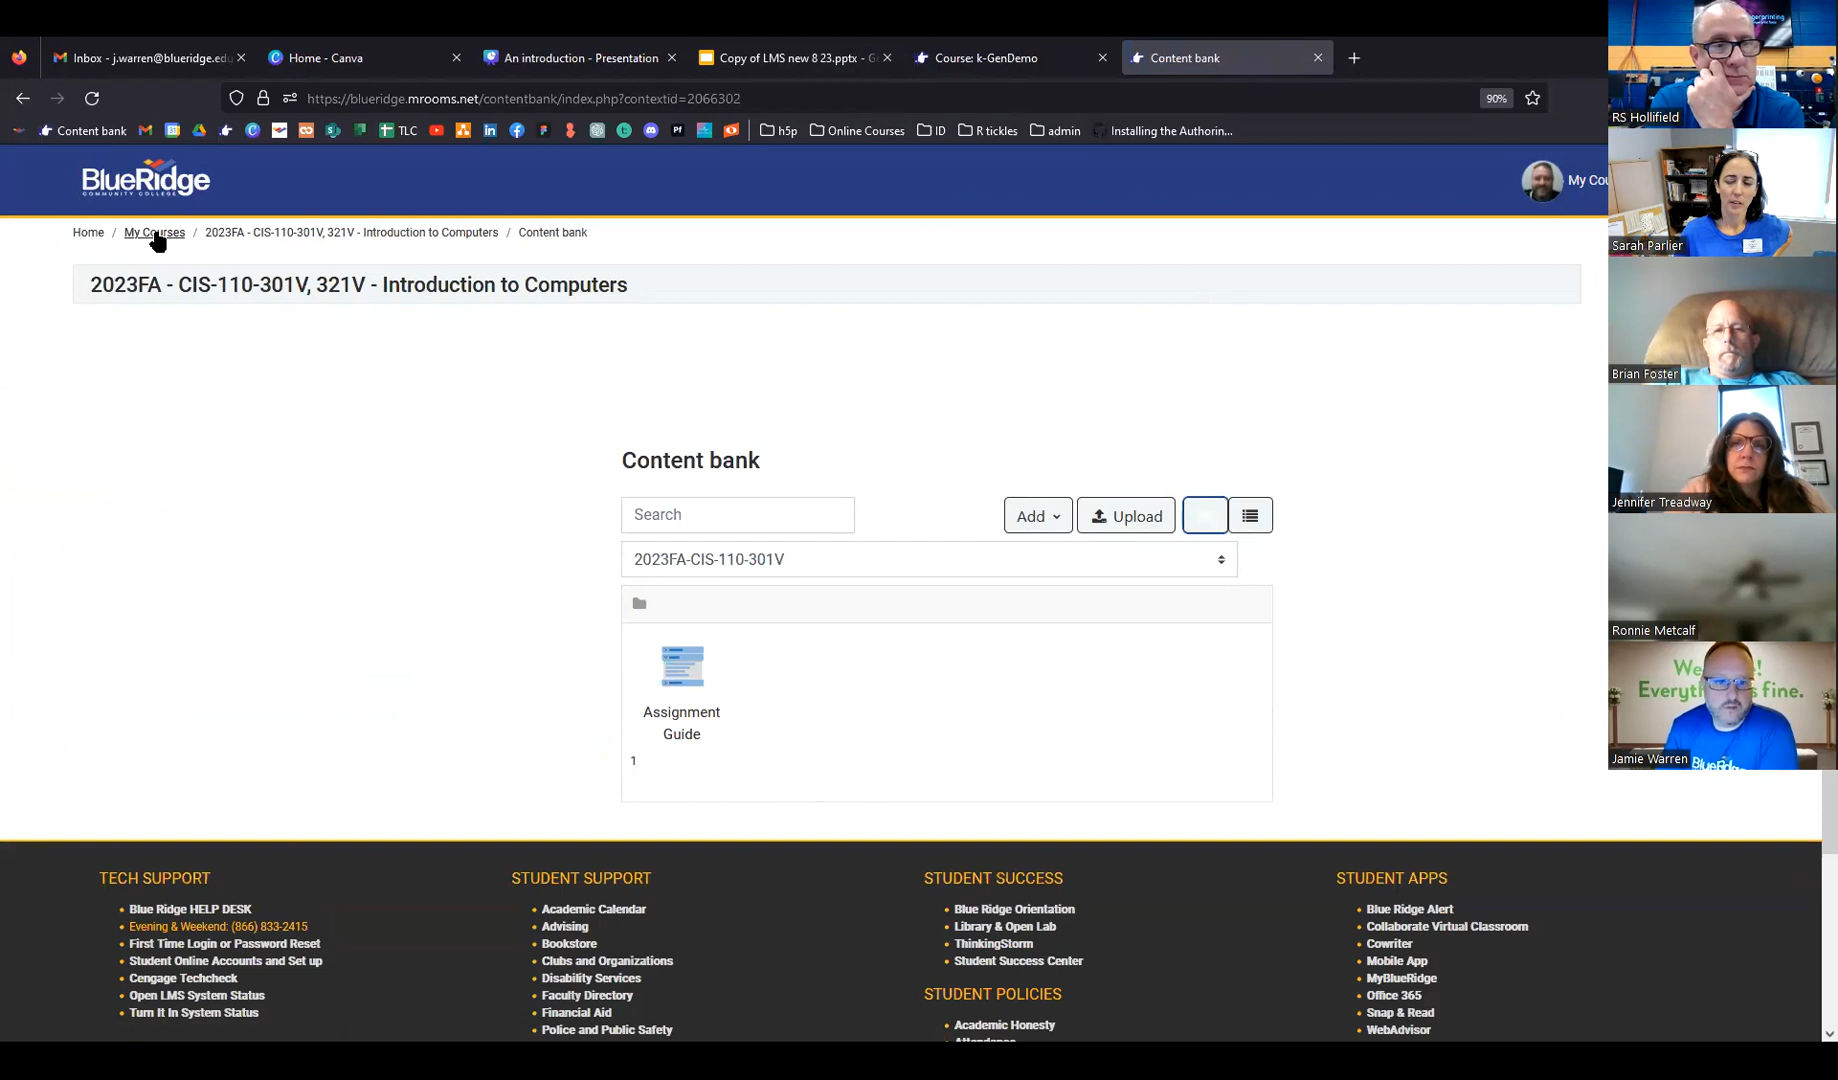 Inbox - j.warren@blueridge.edu
Home - Canva
An introduction - Presentation
Copy of LMS new 8 23.pptx - G
Course: k-GenDemo
Content bank
https://blueridge.mrooms.net/contentbank/index.php?contextid=2066302
90%
Content bank
TLC
h5p
Online Courses
ID
R tickles
admin
Installing the Authorin...
BlueRidge
COMMUNITY COLLEGE
My Cou
Home / My Courses / 2023FA - CIS-110-301V, 321V - Introduction to Computers / Content bank
2023FA - CIS-110-301V, 321V - Introduction to Computers
Content bank
Search
Add
Upload
2023FA-CIS-110-301V
Assignment
Guide
1
TECH SUPPORT
• Blue Ridge HELP DESK
• Evening & Weekend: (866) 833-2415
• First Time Login or Password Reset
• Student Online Accounts and Set up
• Cengage Techcheck
• Open LMS System Status
• Turn It In System Status
STUDENT SUPPORT
• Academic Calendar
• Advising
• Bookstore
• Clubs and Organizations
• Disability Services
• Faculty Directory
• Financial Aid
• Police and Public Safety
STUDENT SUCCESS
• Blue Ridge Orientation
• Library & Open Lab
• ThinkingStorm
• Student Success Center
STUDENT POLICIES
• Academic Honesty
• Attendance
STUDENT APPS
• Blue Ridge Alert
• Collaborate Virtual Classroom
• Cowriter
• Mobile App
• MyBlueRidge
• Office 365
• Snap & Read
• WebAdvisor
RS Hollifield
Sarah Parlier
Brian Foster
Jennifer Treadway
Ronnie Metcalf
Everyth s fine.
Jamie Warren
BlueRidge